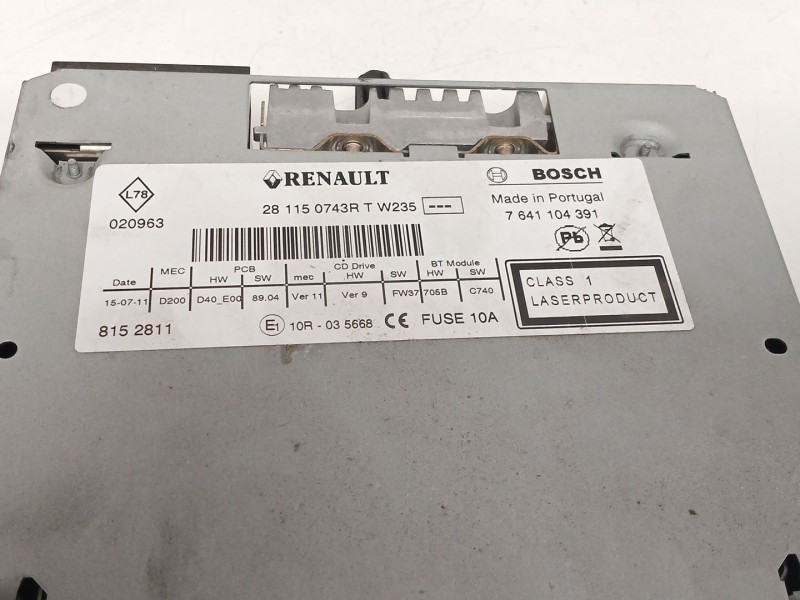 L78
020963
RENAULT
28 115 0743R T W235 ---
BOSCH
Made in Portugal
7 641 104 391
Pb
Date MEC PCB HW SW mec CD Drive HW SW BT Module HW SW
15-07-11 D200 D40_E00 89.04 Ver 11 Ver 9 FW37 705B C740
CLASS 1
LASERPRODUCT
815 2811
E1 10R - 03 5668 CE FUSE 10A